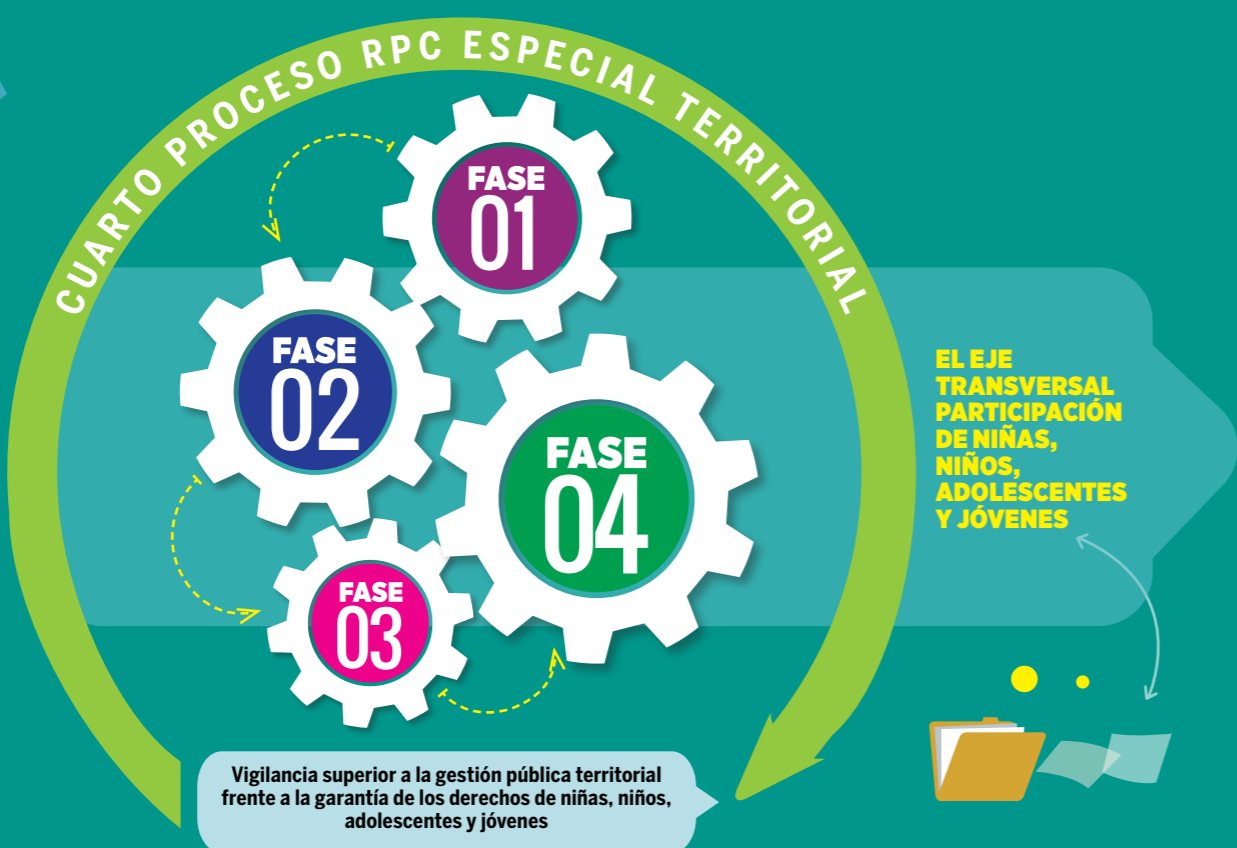 CUARTO PROCESO RPC ESPECIAL TERRITORIAL
FASE
01
FASE
02
FASE
03
FASE
04
EL EJE
TRANSVERSAL
PARTICIPACIÓN
DE NIÑAS,
NIÑOS,
ADOLESCENTES
Y JÓVENES
Vigilancia superior a la gestión pública territorial
frente a la garantía de los derechos de niñas, niños,
adolescentes y jóvenes